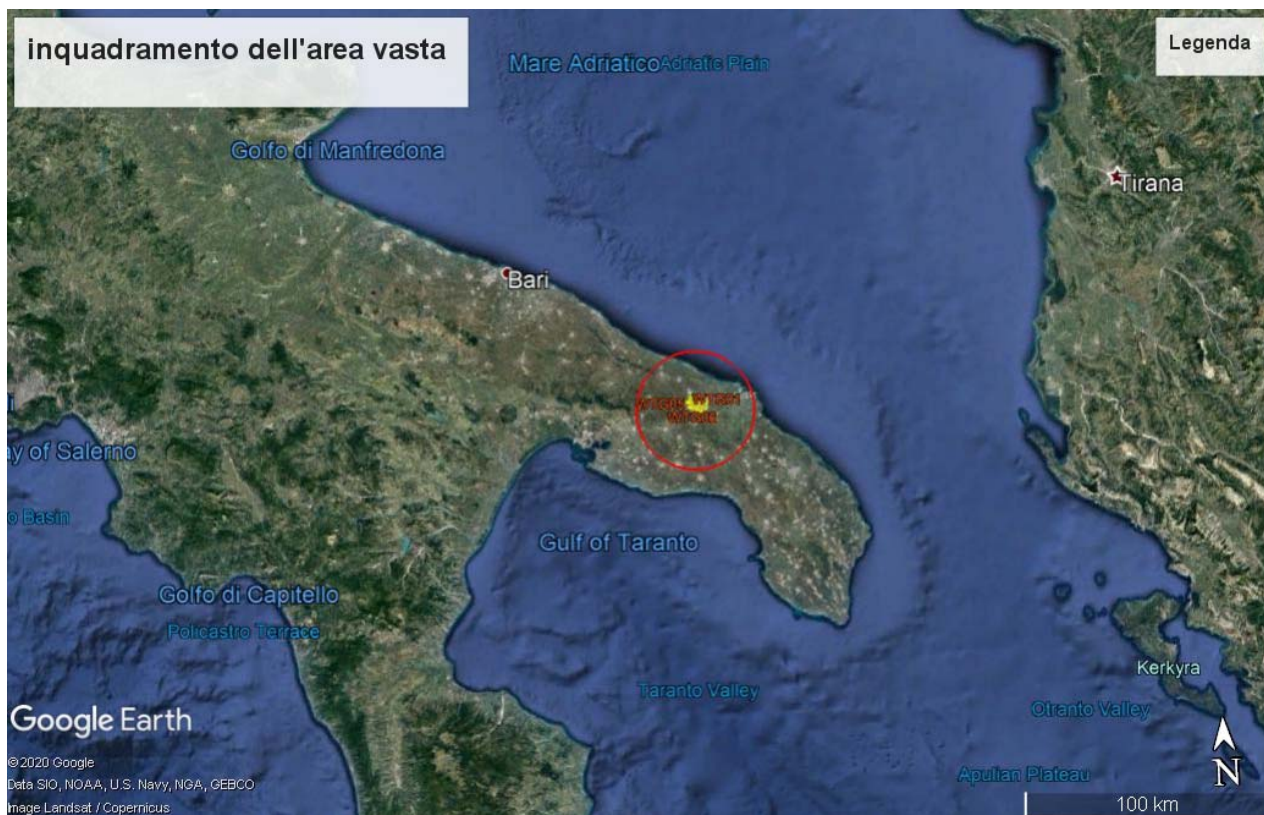 inquadramento dell'area vasta
Legenda
Mare Adriatico
Adriatic Plain
Golfo di Manfredona
Tirana
Bari
ay of Salerno
o Basin
Gulf of Taranto
Golfo di Capitello
Policastro Terrace
Kerkyra
Taranto Valley
Otranto Valley
Google Earth
©2020 Google
Data SIO, NOAA, U.S. Navy, NGA, GEBCO
Image Landsat / Copernicus
Apulian Plateau
N
100 km